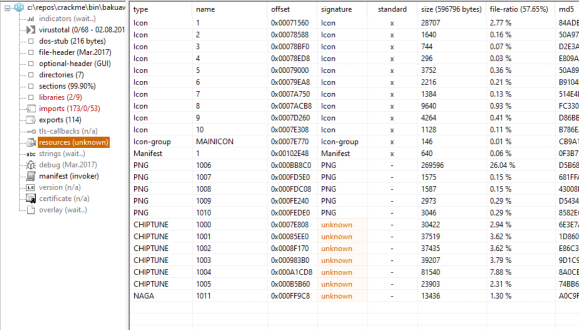 c:\repos\crackme\bin\bakuav
indicators (wait...)
virustotal (0/68 - 02.08.201
dos-stub (216 bytes)
file-header (Mar.2017)
optional-header (GUI)
directories (7)
sections (99.90%)
libraries (2/9)
imports (173/0/53)
exports (114)
tls-callbacks (n/a)
resources (unknown)
strings (wait...)
debug (Mar.2017)
manifest (invoker)
version (n/a)
certificate (n/a)
overlay (wait...)
type name offset signature standard size (596796 bytes) file-ratio (57.65%) md5
Icon 1 0x00071560 Icon x 28707 2.77 % 84ADE
Icon 2 0x00078588 Icon x 1640 0.16 % 50A97
Icon 3 0x00078BF0 Icon x 744 0.07 % D2E3A
Icon 4 0x00078ED8 Icon x 296 0.03 % E809A
Icon 5 0x00079000 Icon x 3752 0.36 % 50A89
Icon 6 0x00079EA8 Icon x 2216 0.21 % B9104
Icon 7 0x0007A750 Icon x 1384 0.13 % 514E4
Icon 8 0x0007ACB8 Icon x 9640 0.93 % FC330
Icon 9 0x0007D260 Icon x 4264 0.41 % D86BB
Icon 10 0x0007E308 Icon x 1128 0.11 % B786E
Icon-group MAINICON 0x0007E770 Icon-group x 146 0.01 % CB9A1
Manifest 1 0x00102E48 Manifest x 640 0.06 % F0F3B7
PNG 1006 0x000BB8C0 PNG - 269596 26.04 % D5B68
PNG 1007 0x000FD5E0 PNG - 1575 0.15 % 681FFA
PNG 1008 0x000FDC08 PNG - 1587 0.15 % 43008
PNG 1009 0x000FE240 PNG - 2973 0.29 % D5434
PNG 1010 0x000FEDE0 PNG - 3046 0.29 % 8582E
CHIPTUNE 1000 0x0007E808 unknown - 30422 2.94 % 6E3E7
CHIPTUNE 1001 0x00085EE0 unknown - 37519 3.62 % 1D860
CHIPTUNE 1002 0x0008F170 unknown - 37435 3.62 % E86C3
CHIPTUNE 1003 0x000983B0 unknown - 39207 3.79 % 9D1C9
CHIPTUNE 1004 0x000A1CD8 unknown - 81540 7.88 % 8A0CE
CHIPTUNE 1005 0x000B5B60 unknown - 23903 2.31 % 74BB6
NAGA 1011 0x000FF9C8 unknown - 13436 1.30 % A0C9F